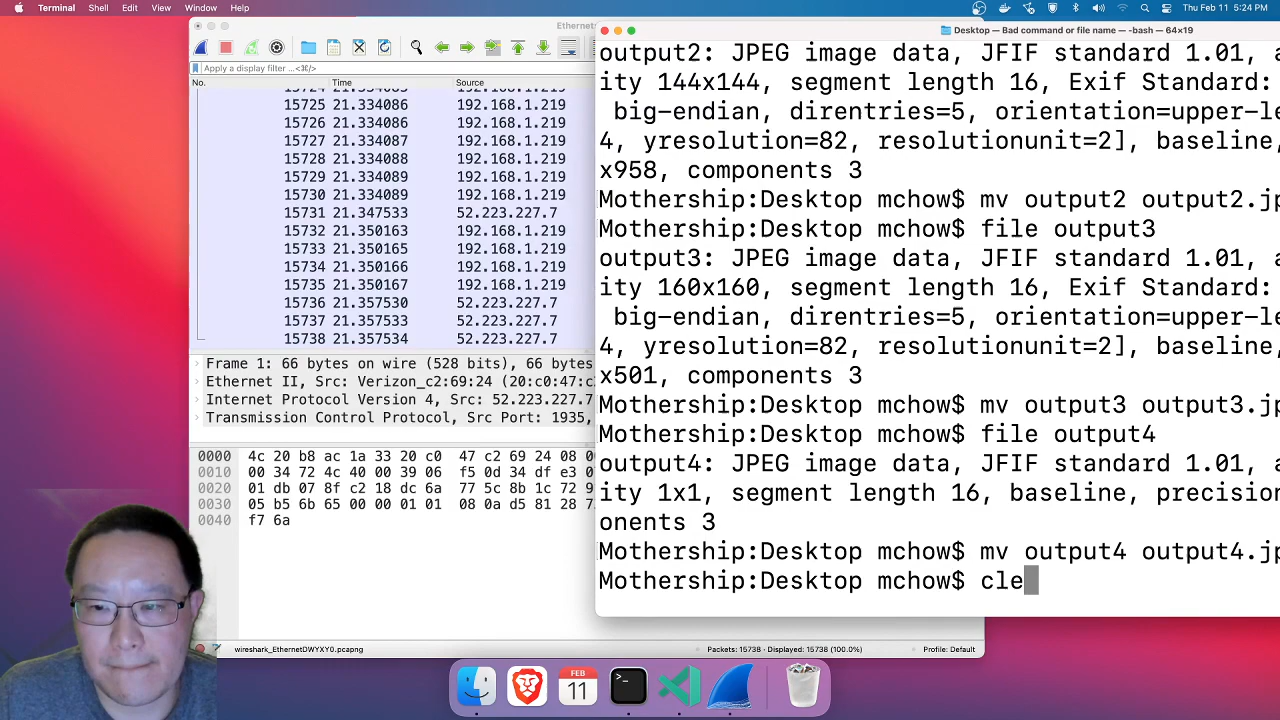 Terminal Shell Edit View Window Help
Thu Feb 11 5:24 PM
Ethernet
Apply a display filter ... <⌘/>
No. Time Source
15725 21.334086 192.168.1.219
15726 21.334086 192.168.1.219
15727 21.334087 192.168.1.219
15728 21.334088 192.168.1.219
15729 21.334089 192.168.1.219
15730 21.334089 192.168.1.219
15731 21.347533 52.223.227.7
15732 21.350163 192.168.1.219
15733 21.350165 192.168.1.219
15734 21.350166 192.168.1.219
15735 21.350167 192.168.1.219
15736 21.357530 52.223.227.7
15737 21.357533 52.223.227.7
15738 21.357534 52.223.227.7
Frame 1: 66 bytes on wire (528 bits), 66 bytes
Ethernet II, Src: Verizon_c2:69:24 (20:c0:47:c2
Internet Protocol Version 4, Src: 52.223.227.7
Transmission Control Protocol, Src Port: 1935,
0000 4c 20 b8 ac 1a 33 20 c0 47 c2 69 24 08 0
0010 00 34 72 4c 40 00 39 06 f5 0d 34 df e3 0
0020 01 db 07 8f c2 18 dc 6a 77 5c 8b 1c 72 9
0030 05 b5 6b 65 00 00 01 01 08 0a d5 81 28 7
0040 f7 6a
wireshark_EthernetDWYXY0.pcapng
Packets: 15738 · Displayed: 15738 (100.0%)
Profile: Default
Desktop — Bad command or file name — -bash — 64×19
output2: JPEG image data, JFIF standard 1.01, a
ity 144x144, segment length 16, Exif Standard:
big-endian, direntries=5, orientation=upper-le
4, yresolution=82, resolutionunit=2], baseline,
x958, components 3
Mothership:Desktop mchow$ mv output2 output2.jp
Mothership:Desktop mchow$ file output3
output3: JPEG image data, JFIF standard 1.01, a
ity 160x160, segment length 16, Exif Standard:
big-endian, direntries=5, orientation=upper-le
4, yresolution=82, resolutionunit=2], baseline,
x501, components 3
Mothership:Desktop mchow$ mv output3 output3.jp
Mothership:Desktop mchow$ file output4
output4: JPEG image data, JFIF standard 1.01, a
ity 1x1, segment length 16, baseline, precision
onents 3
Mothership:Desktop mchow$ mv output4 output4.jp
Mothership:Desktop mchow$ cle
FEB
11